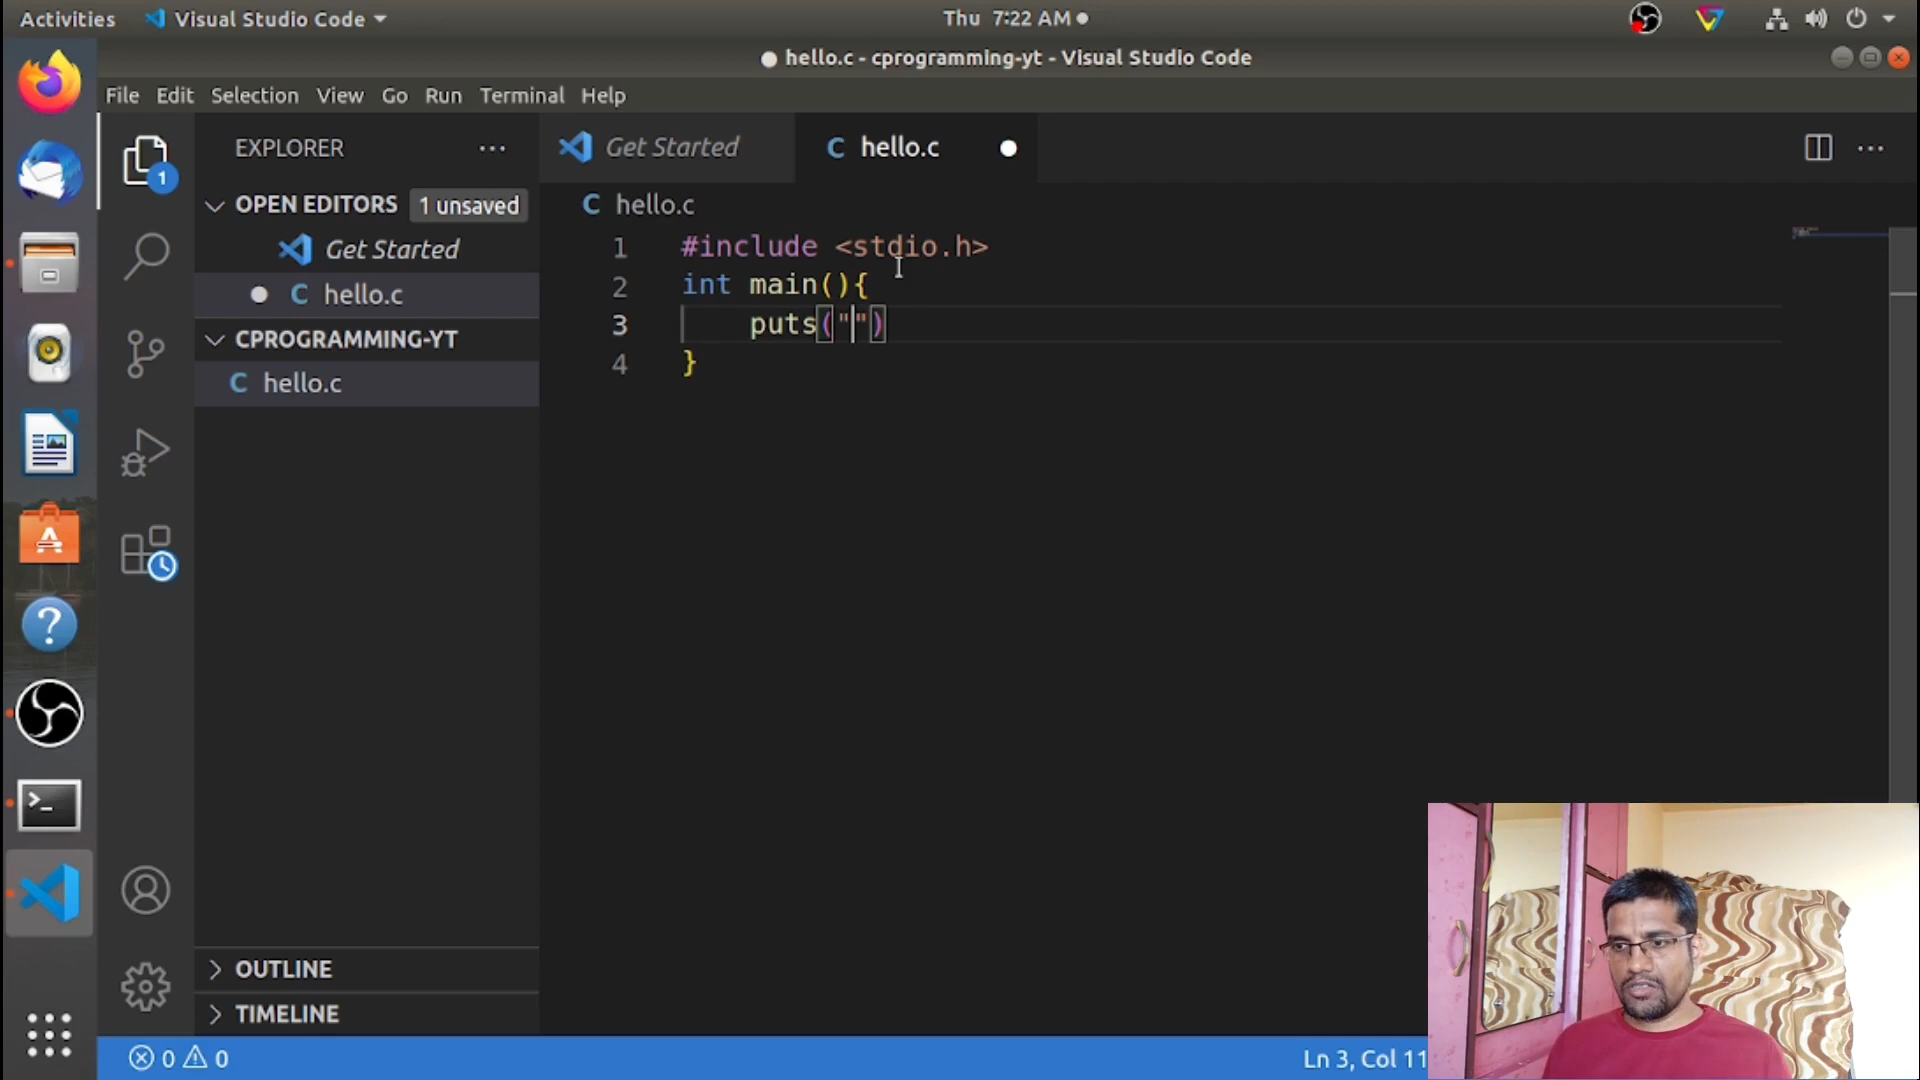 Activities Visual Studio Code Thu 7:22 AM
hello.c - cprogramming-yt - Visual Studio Code
File Edit Selection View Go Run Terminal Help
EXPLORER
Get Started
hello.c
1
OPEN EDITORS
1 unsaved
Get Started
hello.c
CPROGRAMMING-YT
hello.c
hello.c
1 #include <stdio.h>
2 int main(){
3 puts("")
4 }
OUTLINE
TIMELINE
0 0
Ln 3, Col 11